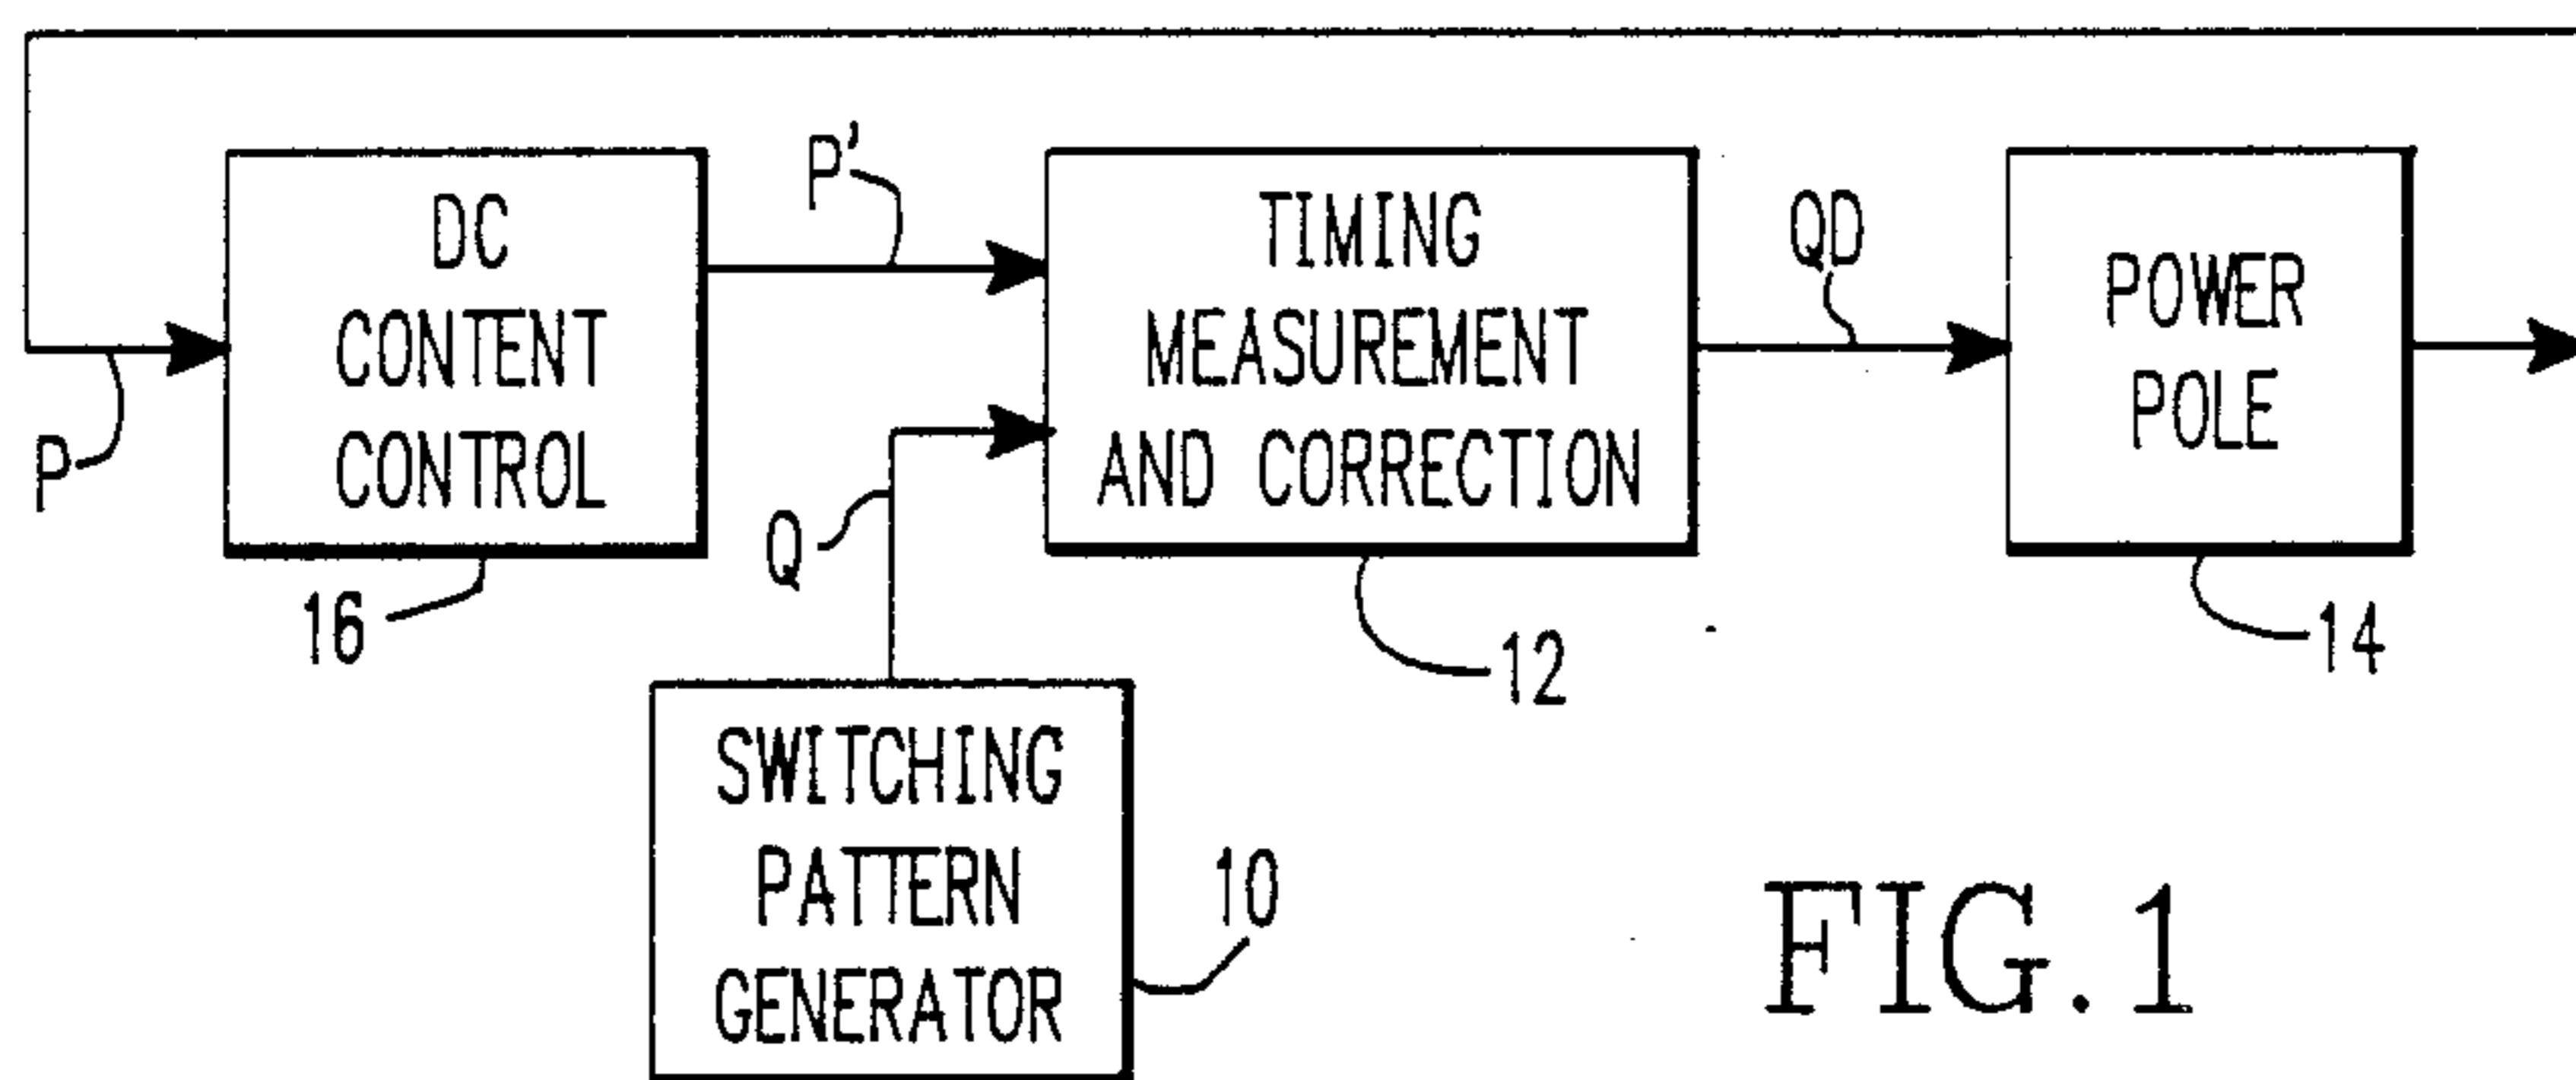 DC
CONTENT
CONTROL
P
P'
16
TIMING
MEASUREMENT
AND CORRECTION
Q
12
QD
POWER
POLE
14
SWITCHING
PATTERN
GENERATOR
10
FIG.1